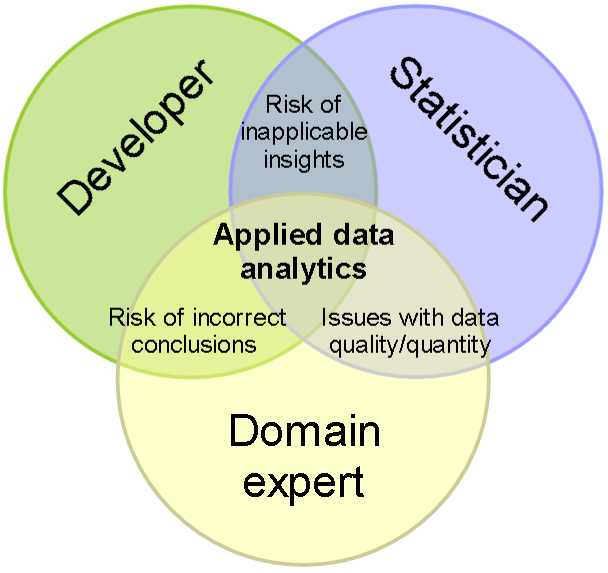 Developer
Statistician
Risk of
inapplicable
insights
Applied data
analytics
Risk of incorrect
conclusions
Issues with data
quality/quantity
Domain
expert